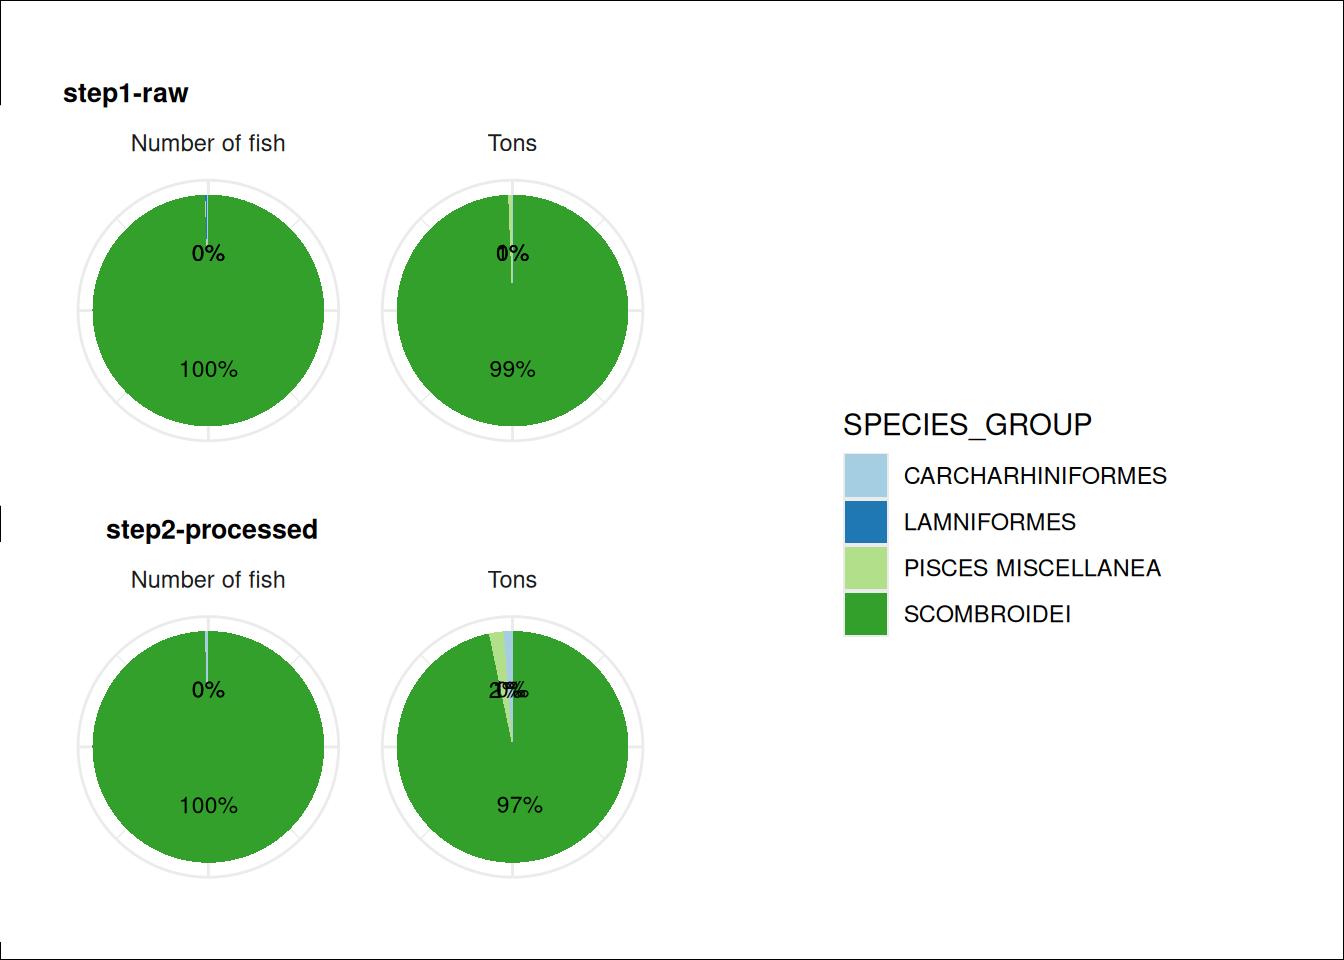 step1-raw
Number of fish
Tons
0%
100%
99%
step2-processed
Number of fish
Tons
0%
100%
97%
SPECIES_GROUP
CARCHARHINIFORMES
LAMNIFORMES
PISCES MISCELLANEA
SCOMBROIDEI